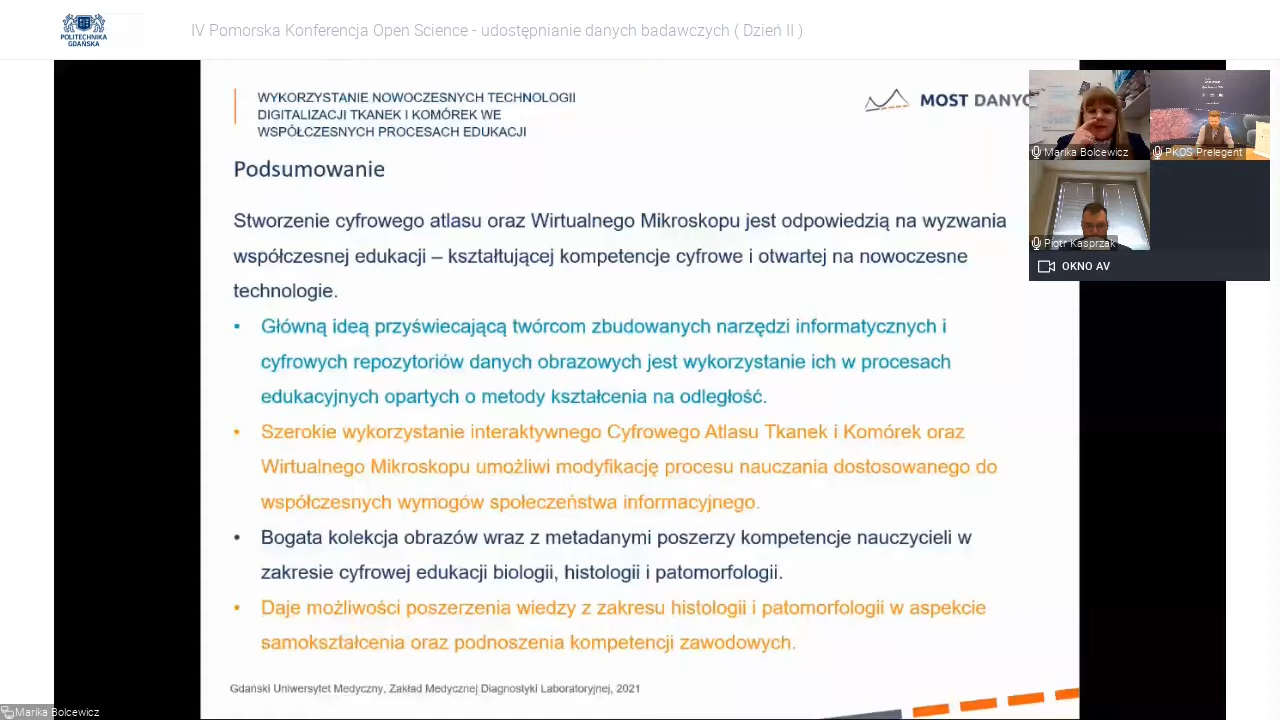 POLITECHNIKA
GDAŃSKA
IV Pomorska Konferencja Open Science - udostępnianie danych badawczych ( Dzień II )
WYKORZYSTANIE NOWOCZESNYCH TECHNOLOGII
DIGITALIZACJI TKANEK I KOMÓREK WE
WSPÓŁCZESNYCH PROCESACH EDUKACJI
MOST DANYC
Marika Bolcewicz
PKOS Prelegent
Piotr Kasprzak
OKNO AV
Podsumowanie
Stworzenie cyfrowego atlasu oraz Wirtualnego Mikroskopu jest odpowiedzią na wyzwania
współczesnej edukacji – kształtującej kompetencje cyfrowe i otwartej na nowoczesne
technologie.
• Główną ideą przyświecającą twórcom zbudowanych narzędzi informatycznych i
cyfrowych repozytoriów danych obrazowych jest wykorzystanie ich w procesach
edukacyjnych opartych o metody kształcenia na odległość.
• Szerokie wykorzystanie interaktywnego Cyfrowego Atlasu Tkanek i Komórek oraz
Wirtualnego Mikroskopu umożliwi modyfikację procesu nauczania dostosowanego do
współczesnych wymogów społeczeństwa informacyjnego.
• Bogata kolekcja obrazów wraz z metadanymi poszerzy kompetencje nauczycieli w
zakresie cyfrowej edukacji biologii, histologii i patomorfologii.
• Daje możliwości poszerzenia wiedzy z zakresu histologii i patomorfologii w aspekcie
samokształcenia oraz podnoszenia kompetencji zawodowych.
Gdański Uniwersytet Medyczny, Zakład Medycznej Diagnostyki Laboratoryjnej, 2021
Marika Bolcewicz